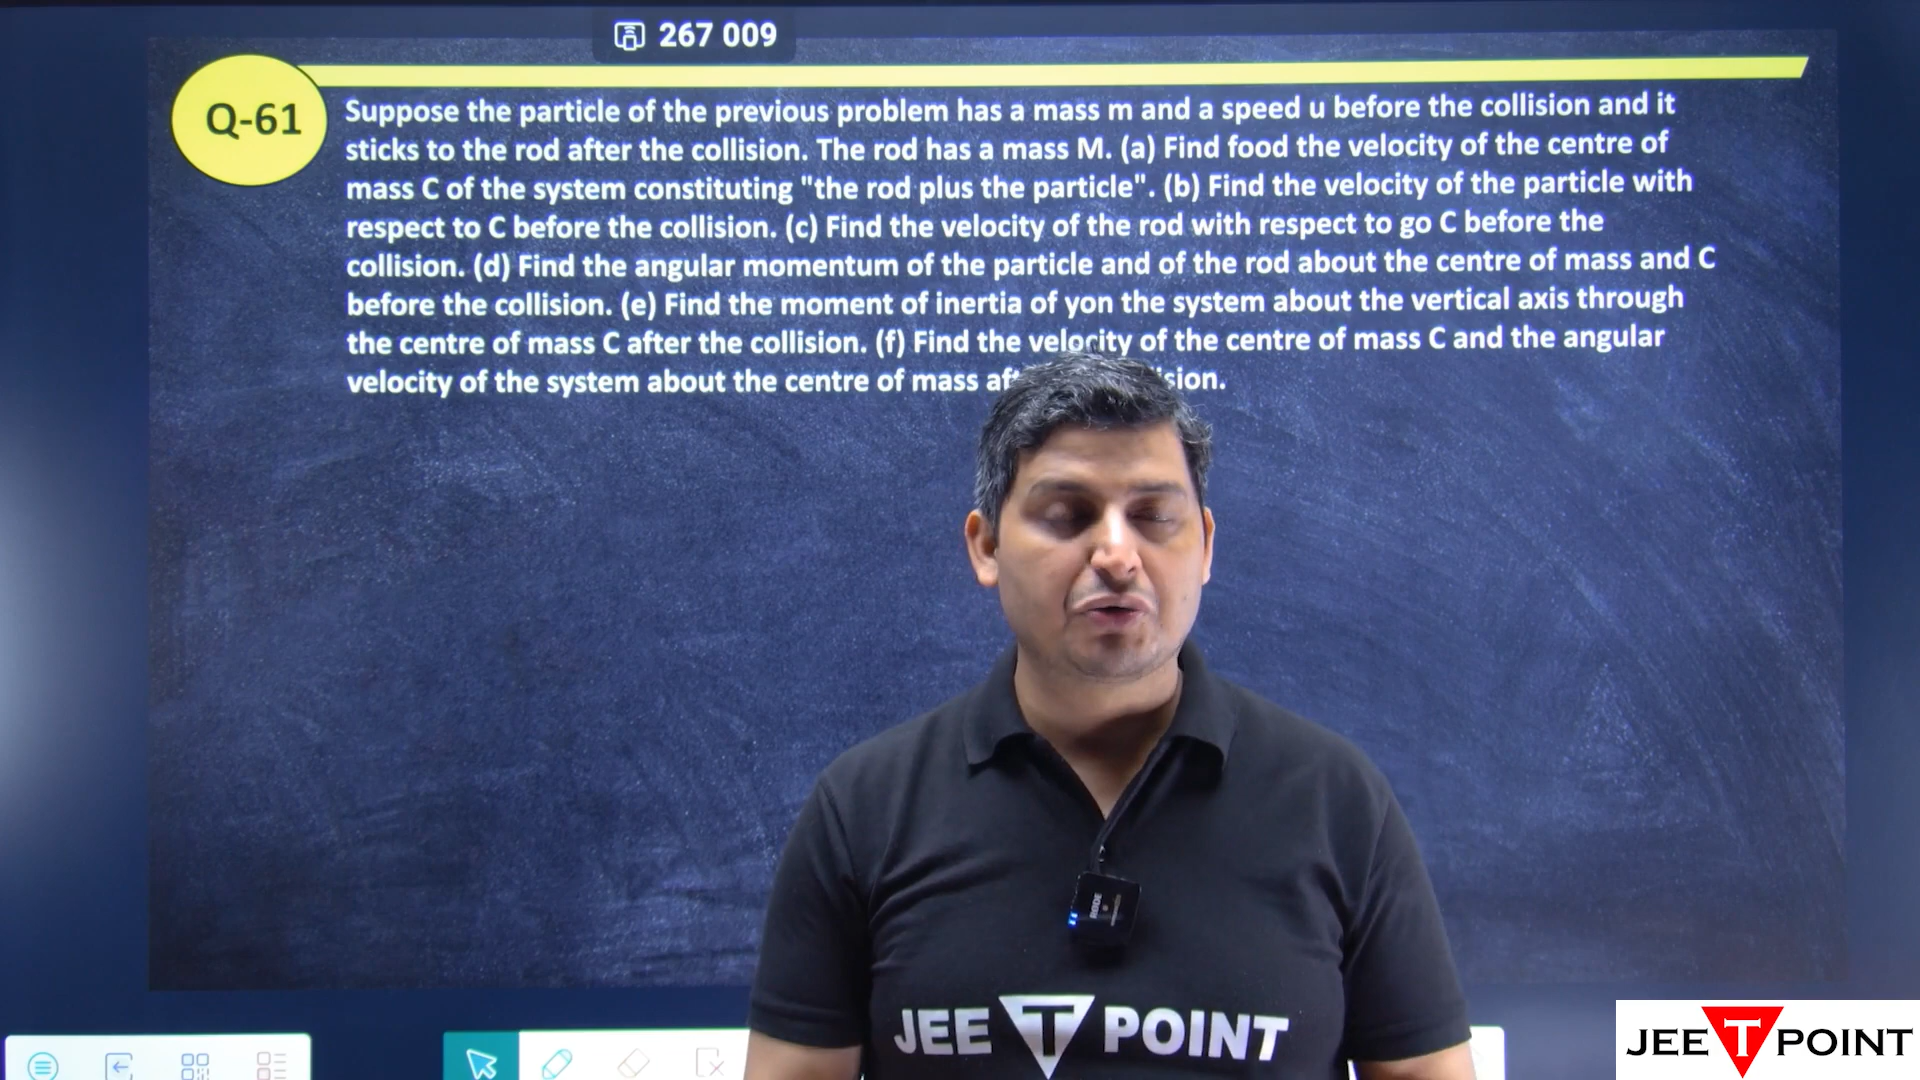 267 009
Q-61
Suppose the particle of the previous problem has a mass m and a speed u before the collision and it
sticks to the rod after the collision. The rod has a mass M. (a) Find food the velocity of the centre of
mass C of the system constituting "the rod plus the particle". (b) Find the velocity of the particle with
respect to C before the collision. (c) Find the velocity of the rod with respect to go C before the
collision. (d) Find the angular momentum of the particle and of the rod about the centre of mass and C
before the collision. (e) Find the moment of inertia of yon the system about the vertical axis through
the centre of mass C after the collision. (f) Find the velocity of the centre of mass C and the angular
velocity of the system about the centre of mass
RODE
JEE T POINT
JEE T POINT